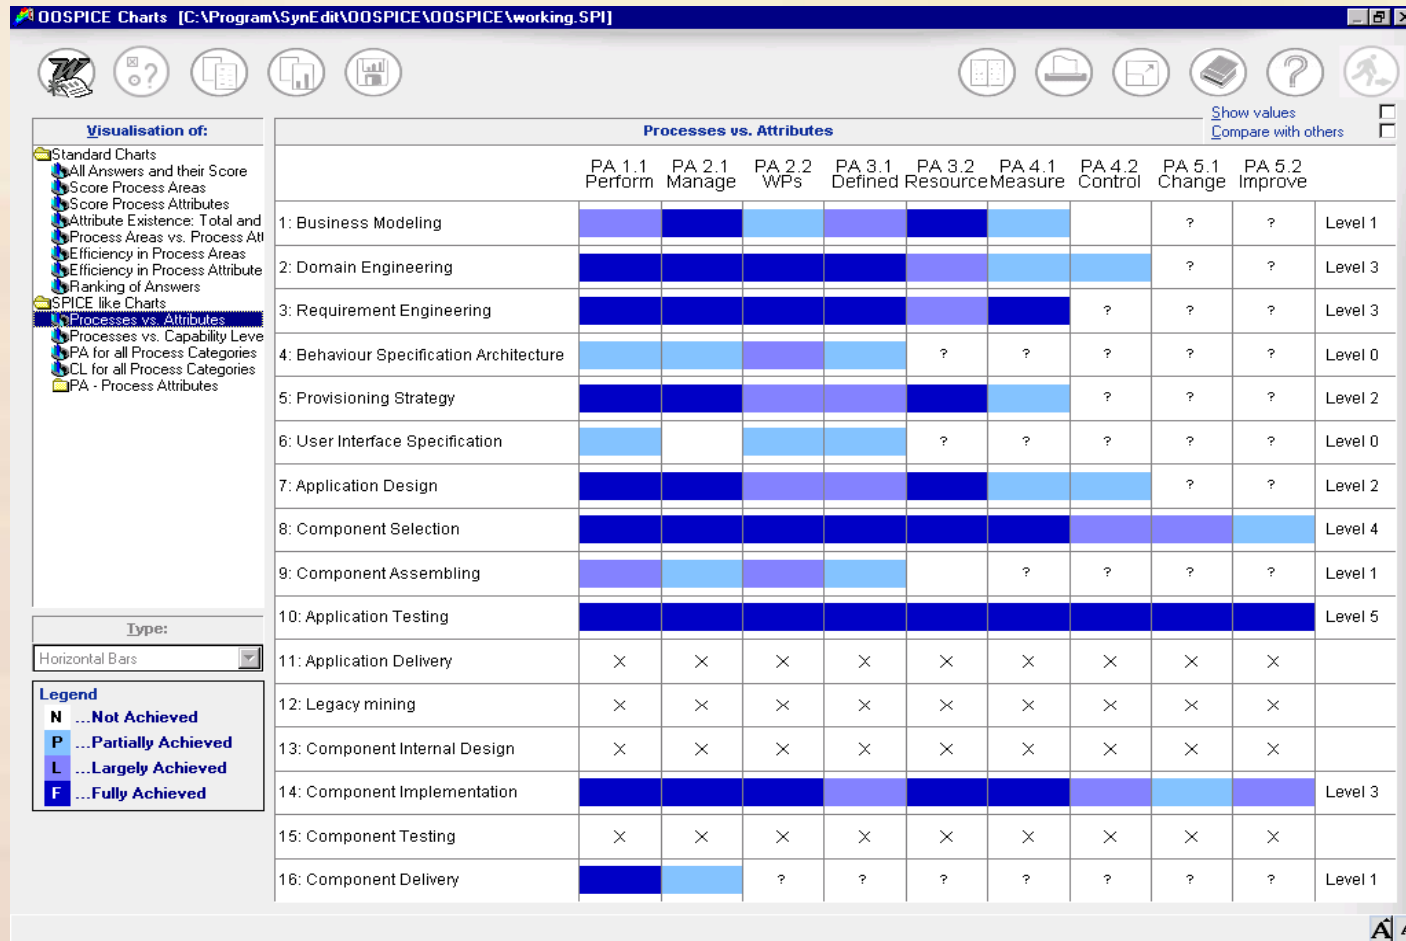 OOSPICE Charts [C:\Program\SynEdit\OOSPICE\OOSPICE\working.SPI]
Show values
Compare with others
Visualisation of:
Standard Charts
All Answers and their Score
Score Process Areas
Score Process Attributes
Attribute Existence: Total and
Process Areas vs. Process Att
Efficiency in Process Areas
Efficiency in Process Attribute
Ranking of Answers
SPICE like Charts
Processes vs. Attributes
Processes vs. Capability Leve
PA for all Process Categories
CL for all Process Categories
PA - Process Attributes
Type:
Horizontal Bars
Legend
N ...Not Achieved
P ...Partially Achieved
L ...Largely Achieved
F ...Fully Achieved
Processes vs. Attributes
PA 1.1 PA 2.1 PA 2.2 PA 3.1 PA 3.2 PA 4.1 PA 4.2 PA 5.1 PA 5.2
Perform Manage WPs Defined Resource Measure Control Change Improve
1: Business Modeling ? ? Level 1
2: Domain Engineering ? ? Level 3
3: Requirement Engineering ? ? ? Level 3
4: Behaviour Specification Architecture ? ? ? ? ? Level 0
5: Provisioning Strategy ? ? ? Level 2
6: User Interface Specification ? ? ? ? ? Level 0
7: Application Design ? ? Level 2
8: Component Selection Level 4
9: Component Assembling ? ? ? ? Level 1
10: Application Testing Level 5
11: Application Delivery X X X X X X X X X
12: Legacy mining X X X X X X X X X
13: Component Internal Design X X X X X X X X X
14: Component Implementation Level 3
15: Component Testing X X X X X X X X X
16: Component Delivery ? ? ? ? ? ? ? Level 1